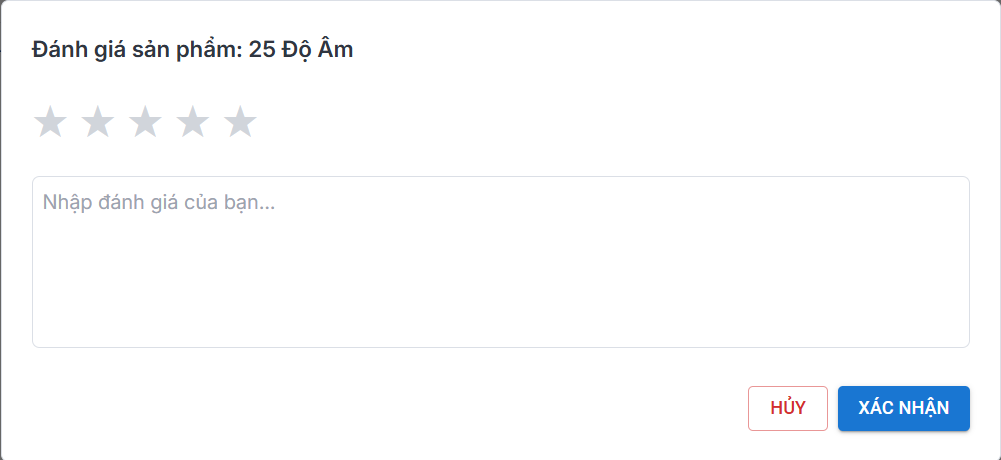 Đánh giá sản phẩm: 25 Độ Âm
Nhập đánh giá của bạn...
HỦY
XÁC NHẬN